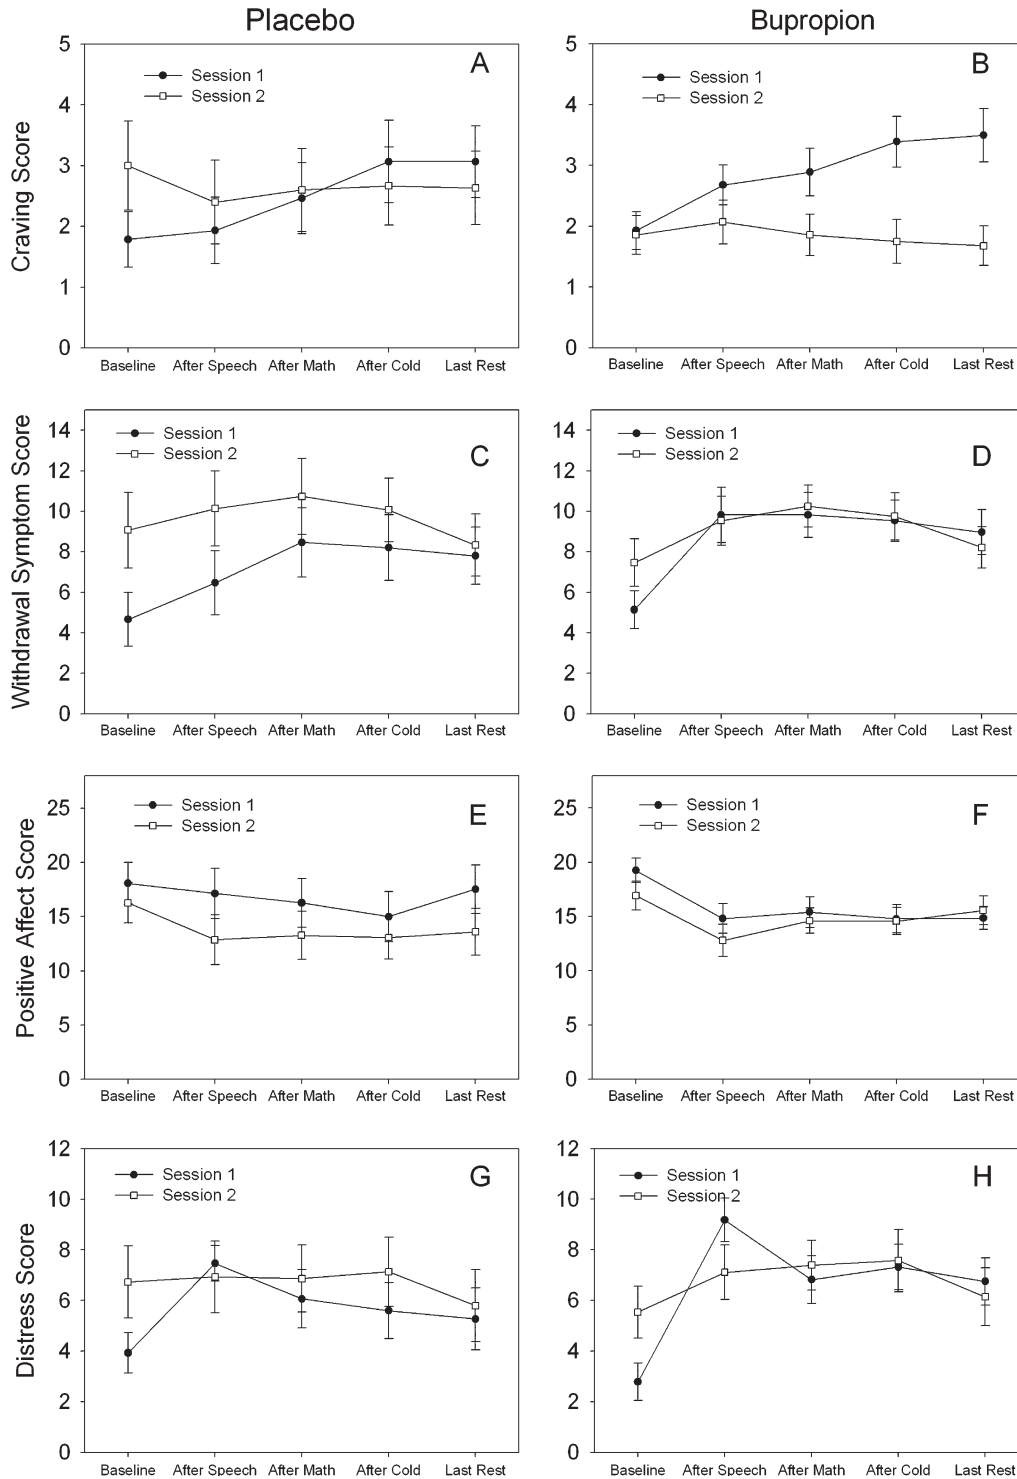 Placebo
Bupropion
Craving Score
5
4
3
2
1
0
Session 1
Session 2
A
Baseline
After Speech
After Math
After Cold
Last Rest
5
4
3
2
1
0
Session 1
Session 2
B
Baseline
After Speech
After Math
After Cold
Last Rest
Withdrawal Symptom Score
14
12
10
8
6
4
2
0
Session 1
Session 2
C
Baseline
After Speech
After Math
After Cold
Last Rest
14
12
10
8
6
4
2
0
Session 1
Session 2
D
Baseline
After Speech
After Math
After Cold
Last Rest
Positive Affect Score
25
20
15
10
5
0
Session 1
Session 2
E
Baseline
After Speech
After Math
After Cold
Last Rest
25
20
15
10
5
0
Session 1
Session 2
F
Baseline
After Speech
After Math
After Cold
Last Rest
Distress Score
12
10
8
6
4
2
0
Session 1
Session 2
G
Baseline
After Speech
After Math
After Cold
Last Rest
12
10
8
6
4
2
0
Session 1
Session 2
H
Baseline
After Speech
After Math
After Cold
Last Rest